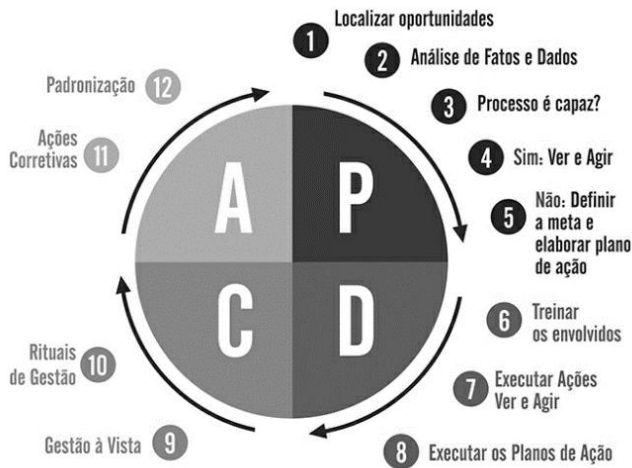 1 Localizar oportunidades
2 Análise de Fatos e Dados
3 Processo é capaz?
4 Sim: Ver e Agir
5 Não: Definir
a meta e
elaborar plano
de ação
6 Treinar
os envolvidos
7 Executar Ações
Ver e Agir
8 Executar os Planos de Ação
9 Gestão à Vista
10 Rituais
de Gestão
11 Ações
Corretivas
12 Padronização
A P
C D